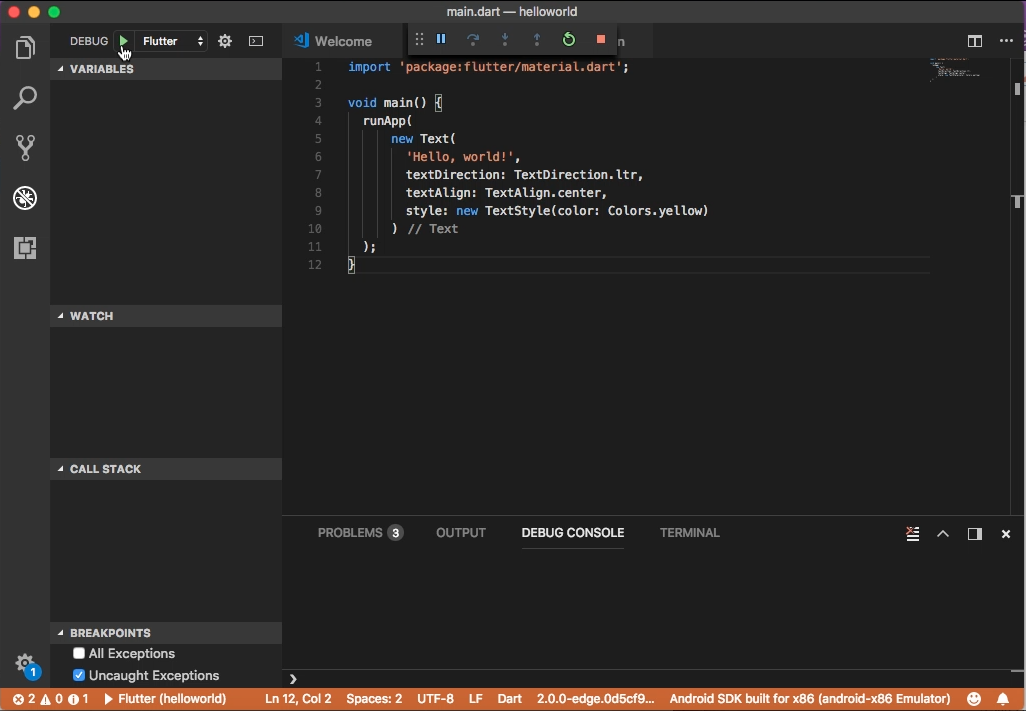 main.dart — helloworld
DEBUG Flutter
Welcome
n
VARIABLES
WATCH
CALL STACK
BREAKPOINTS
All Exceptions
Uncaught Exceptions
1
1 import 'package:flutter/material.dart';
2
3 void main() {
4 runApp(
5 new Text(
6 'Hello, world!',
7 textDirection: TextDirection.ltr,
8 textAlign: TextAlign.center,
9 style: new TextStyle(color: Colors.yellow)
10 ) // Text
11 );
12 }
PROBLEMS 3 OUTPUT DEBUG CONSOLE TERMINAL
2 0 1 Flutter (helloworld) Ln 12, Col 2 Spaces: 2 UTF-8 LF Dart 2.0.0-edge.0d5cf9... Android SDK built for x86 (android-x86 Emulator)